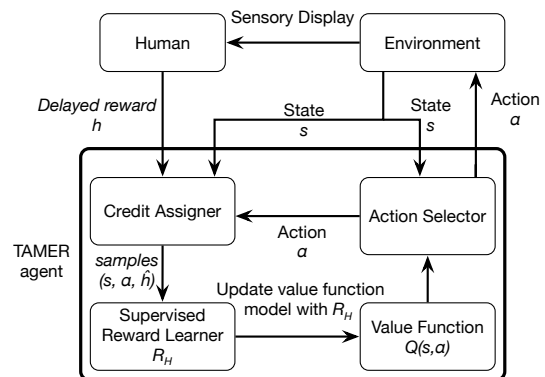 Sensory Display
Human
Environment
Delayed reward
h
State
s
State
s
Action
a
TAMER
agent
Credit Assigner
Action Selector
Action
a
samples
(s, a, ĥ)
Update value function
model with R_H
Supervised
Reward Learner
R_H
Value Function
Q(s,a)